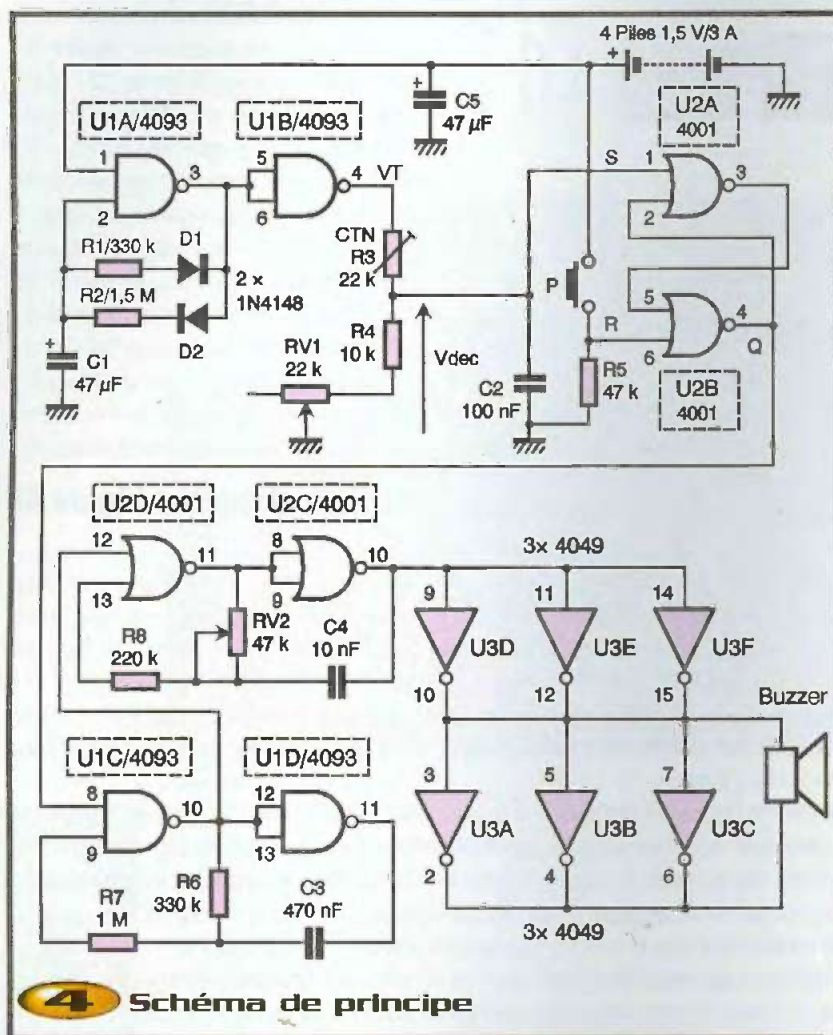 4 Piles 1,5 V/3 A
+
U1A/4093
U1B/4093
+
C5
47 µF
U2A
4001
1
2
3
5
6
4
VT
S
1
2
3
R1/330 k
D1
R2/1,5 M
D2
2 ×
1N4148
CTN
R3
22 k
R4
10 k
Vdec
P
R
5
6
4
Q
+
C1
47 µF
RV1
22 k
C2
100 nF
R5
47 k
U2B
4001
U2D/4001
U2C/4001
12
13
11
8
9
10
3× 4049
9
11
14
RV2
47 k
C4
10 nF
R8
220 k
U3D
U3E
U3F
10
12
15
Buzzer
U1C/4093
U1D/4093
8
9
10
12
13
11
3
5
7
U3A
U3B
U3C
2
4
6
R7
1 M
R6
330 k
C3
470 nF
3× 4049
4 Schéma de principe